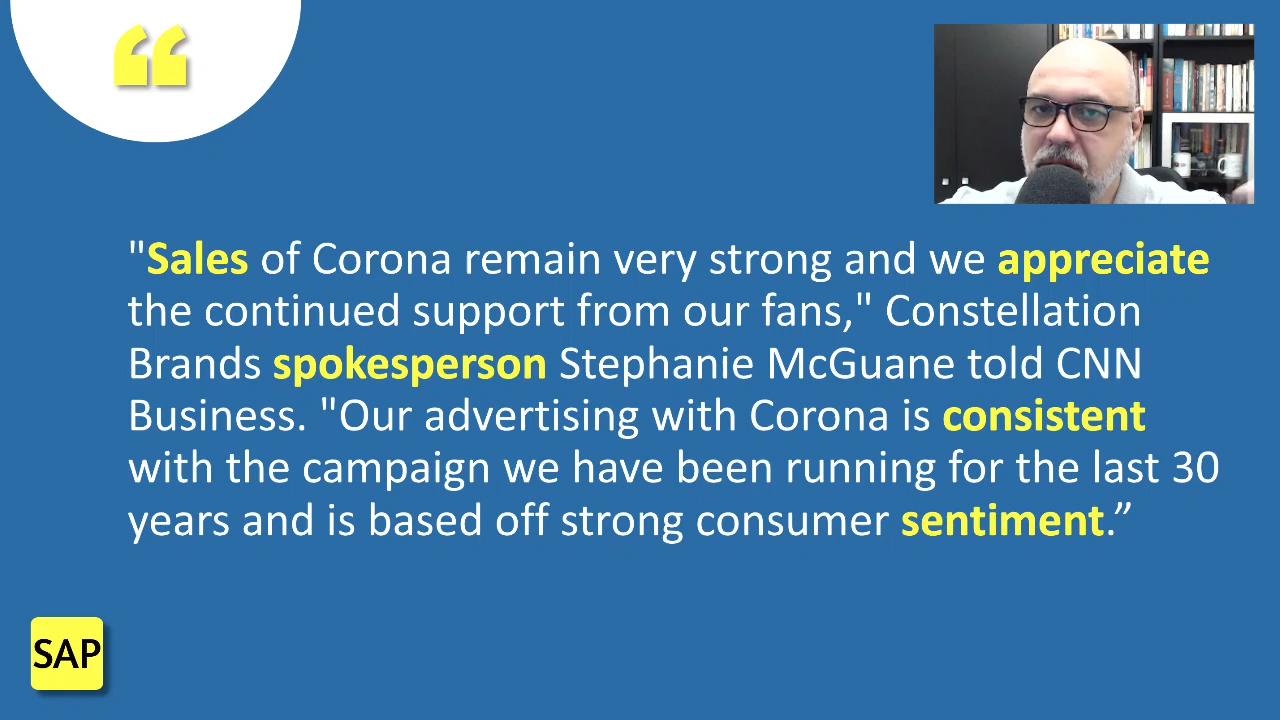 "Sales of Corona remain very strong and we appreciate
the continued support from our fans," Constellation
Brands spokesperson Stephanie McGuane told CNN
Business. "Our advertising with Corona is consistent
with the campaign we have been running for the last 30
years and is based off strong consumer sentiment.”
SAP